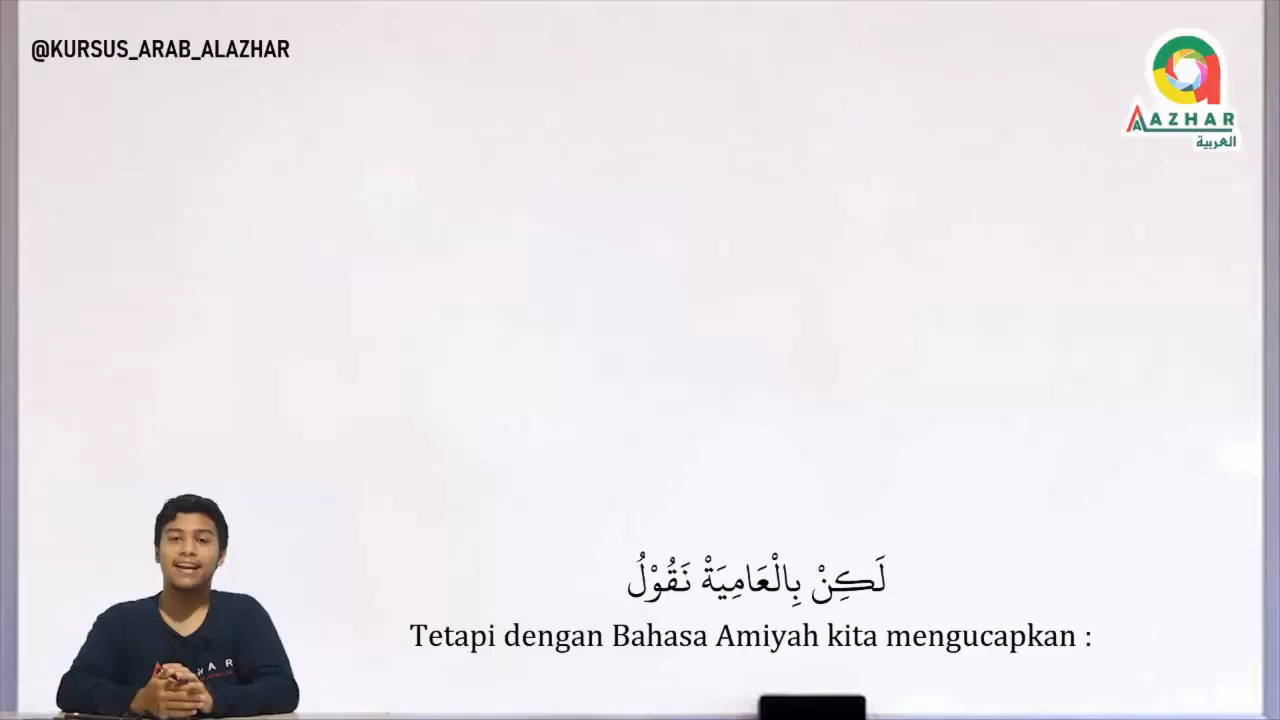 @KURSUS_ARAB_ALAZHAR
AZHAR
العربية
لَكِنْ بِالْعَامِيَةْ نَقُوْلُ
Tetapi dengan Bahasa Amiyah kita mengucapkan :